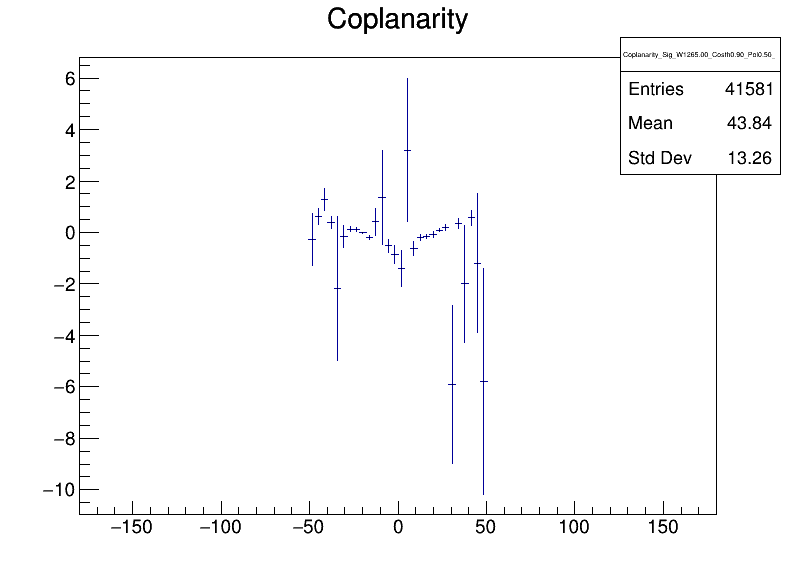 Coplanarity
Coplanarity_Sig_W1265.00_Costh0.90_Pol0.50_
Entries 41581
Mean 43.84
Std Dev 13.26
6
4
2
0
−2
−4
−6
−8
−10
−150 −100 −50 0 50 100 150